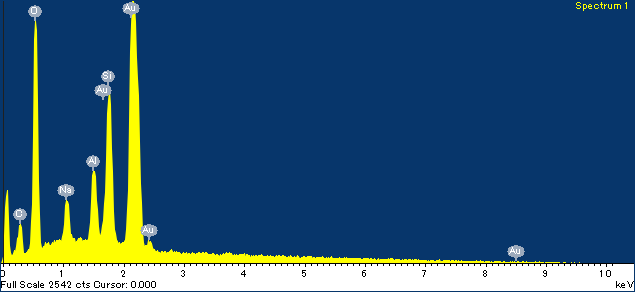 Spectrum 1
O
Au
Si
Au
Al
Na
C
Au
Au
0 1 2 3 4 5 6 7 8 9 10
Full Scale 2542 cts Cursor: 0.000 keV